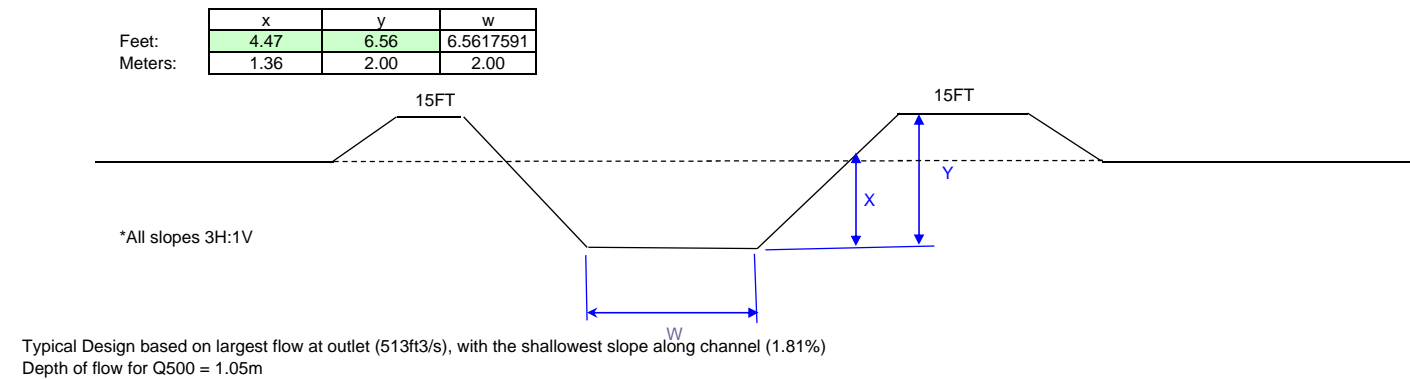 x y w
Feet: 4.47 6.56 6.5617591
Meters: 1.36 2.00 2.00
15FT 15FT
Y
X
*All slopes 3H:1V
W
Typical Design based on largest flow at outlet (513ft3/s), with the shallowest slope along channel (1.81%)
Depth of flow for Q500 = 1.05m